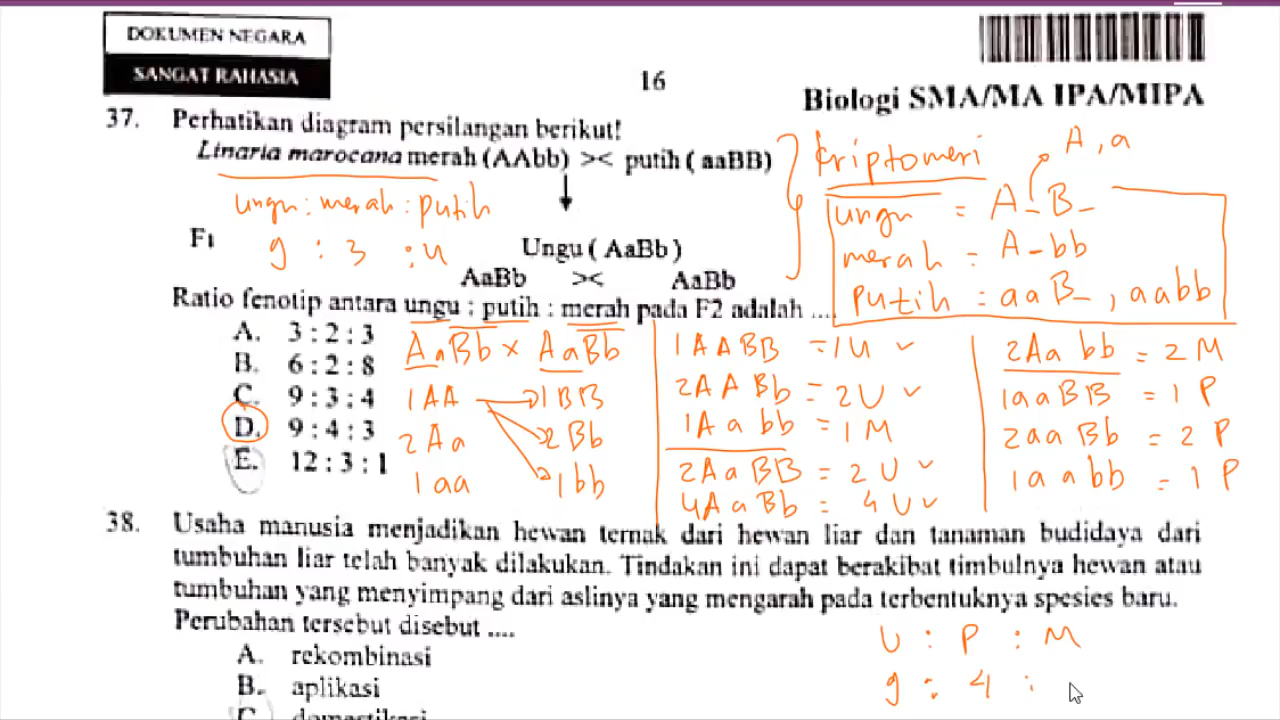 DOKUMEN NEGARA
SANGAT RAHASIA
16
Biologi SMA/MA IPA/MIPA
37. Perhatikan diagram persilangan berikut!
Linaria marocana merah (AAbb) >< putih ( aaBB)
kriptomeri
A, a
ungu : merah : putih
9 : 3 : 4
ungu = A_B_
merah = A-bb
putih = aaB_, aabb
F1
Ungu ( AaBb )
AaBb >< AaBb
Ratio fenotip antara ungu : putih : merah pada F2 adalah ....
A. 3 : 2 : 3
B. 6 : 2 : 8
C. 9 : 3 : 4
D. 9 : 4 : 3
E. 12 : 3 : 1
AaBb x AaBb
1AA 1BB
2Aa 2Bb
1aa 1bb
1AABB = 1U ✓
2AABb = 2U ✓
1Aabb = 1M
2AaBB = 2U ✓
4AaBb = 4U ✓
2Aabb = 2M
1aaBB = 1P
2aaBb = 2P
1aabb = 1P
38. Usaha manusia menjadikan hewan ternak dari hewan liar dan tanaman budidaya dari
tumbuhan liar telah banyak dilakukan. Tindakan ini dapat berakibat timbulnya hewan atau
tumbuhan yang menyimpang dari aslinya yang mengarah pada terbentuknya spesies baru.
Perubahan tersebut disebut ....
A. rekombinasi
B. aplikasi
C. domestikasi
U : P : M
9 : 4 :